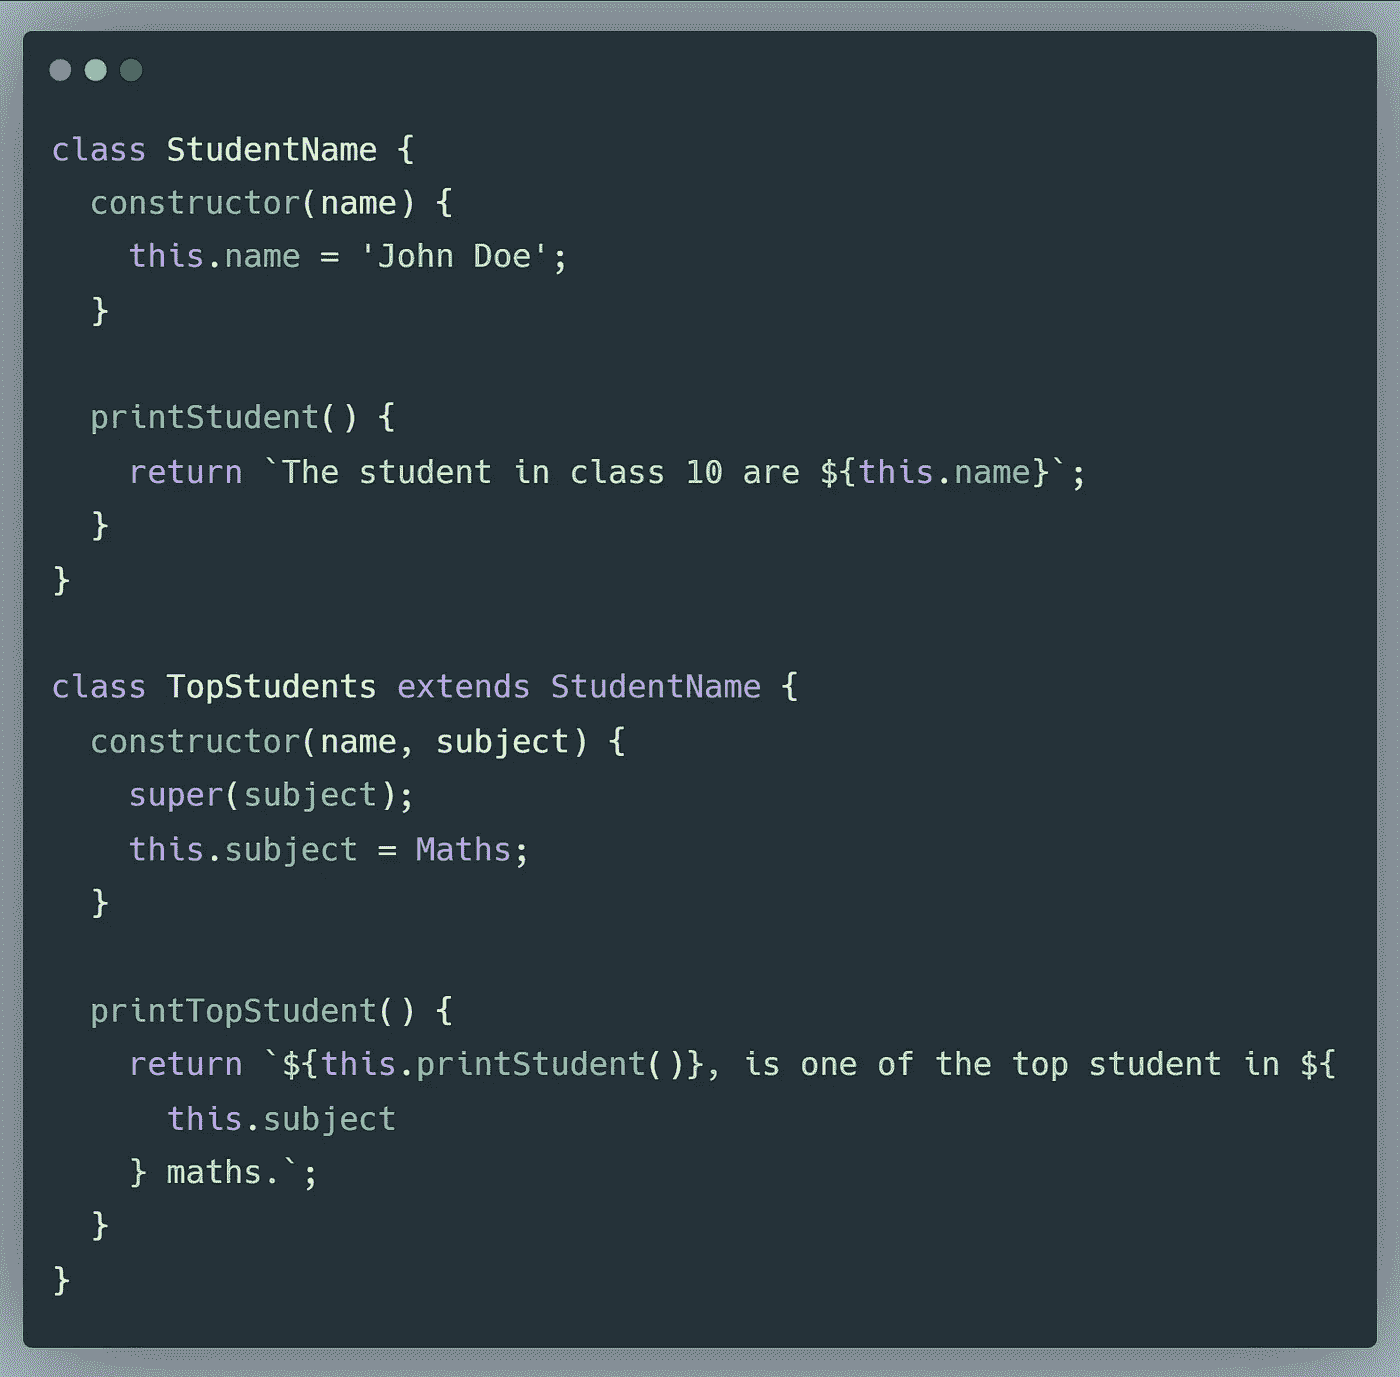 class StudentName {
  constructor(name) {
    this.name = 'John Doe';
  }

  printStudent() {
    return `The student in class 10 are ${this.name}`;
  }
}

class TopStudents extends StudentName {
  constructor(name, subject) {
    super(subject);
    this.subject = Maths;
  }

  printTopStudent() {
    return `${this.printStudent()}, is one of the top student in ${
      this.subject
    } maths.`;
  }
}